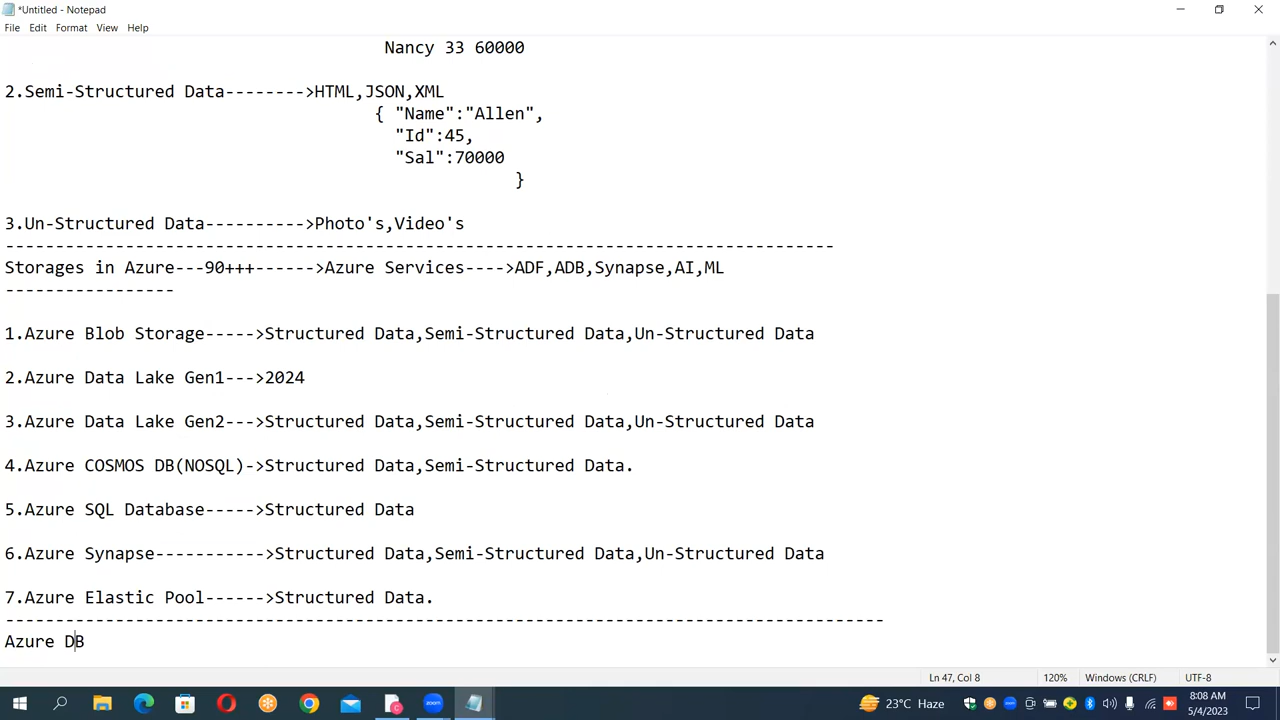 *Untitled - Notepad
File Edit Format View Help
Nancy 33 60000
2.Semi-Structured Data-------->HTML,JSON,XML
{ "Name":"Allen",
"Id":45,
"Sal":70000
}
3.Un-Structured Data---------->Photo's,Video's
-----------------------------------------------------------------------------------
Storages in Azure---90+++------>Azure Services---->ADF,ADB,Synapse,AI,ML
-----------------
1.Azure Blob Storage----->Structured Data,Semi-Structured Data,Un-Structured Data
2.Azure Data Lake Gen1--->2024
3.Azure Data Lake Gen2--->Structured Data,Semi-Structured Data,Un-Structured Data
4.Azure COSMOS DB(NOSQL)->Structured Data,Semi-Structured Data.
5.Azure SQL Database----->Structured Data
6.Azure Synapse----------->Structured Data,Semi-Structured Data,Un-Structured Data
7.Azure Elastic Pool------>Structured Data.
----------------------------------------------------------------------------------------
Azure DB
Ln 47, Col 8 120% Windows (CRLF) UTF-8
zoom 23°C Haze 8:08 AM
5/4/2023